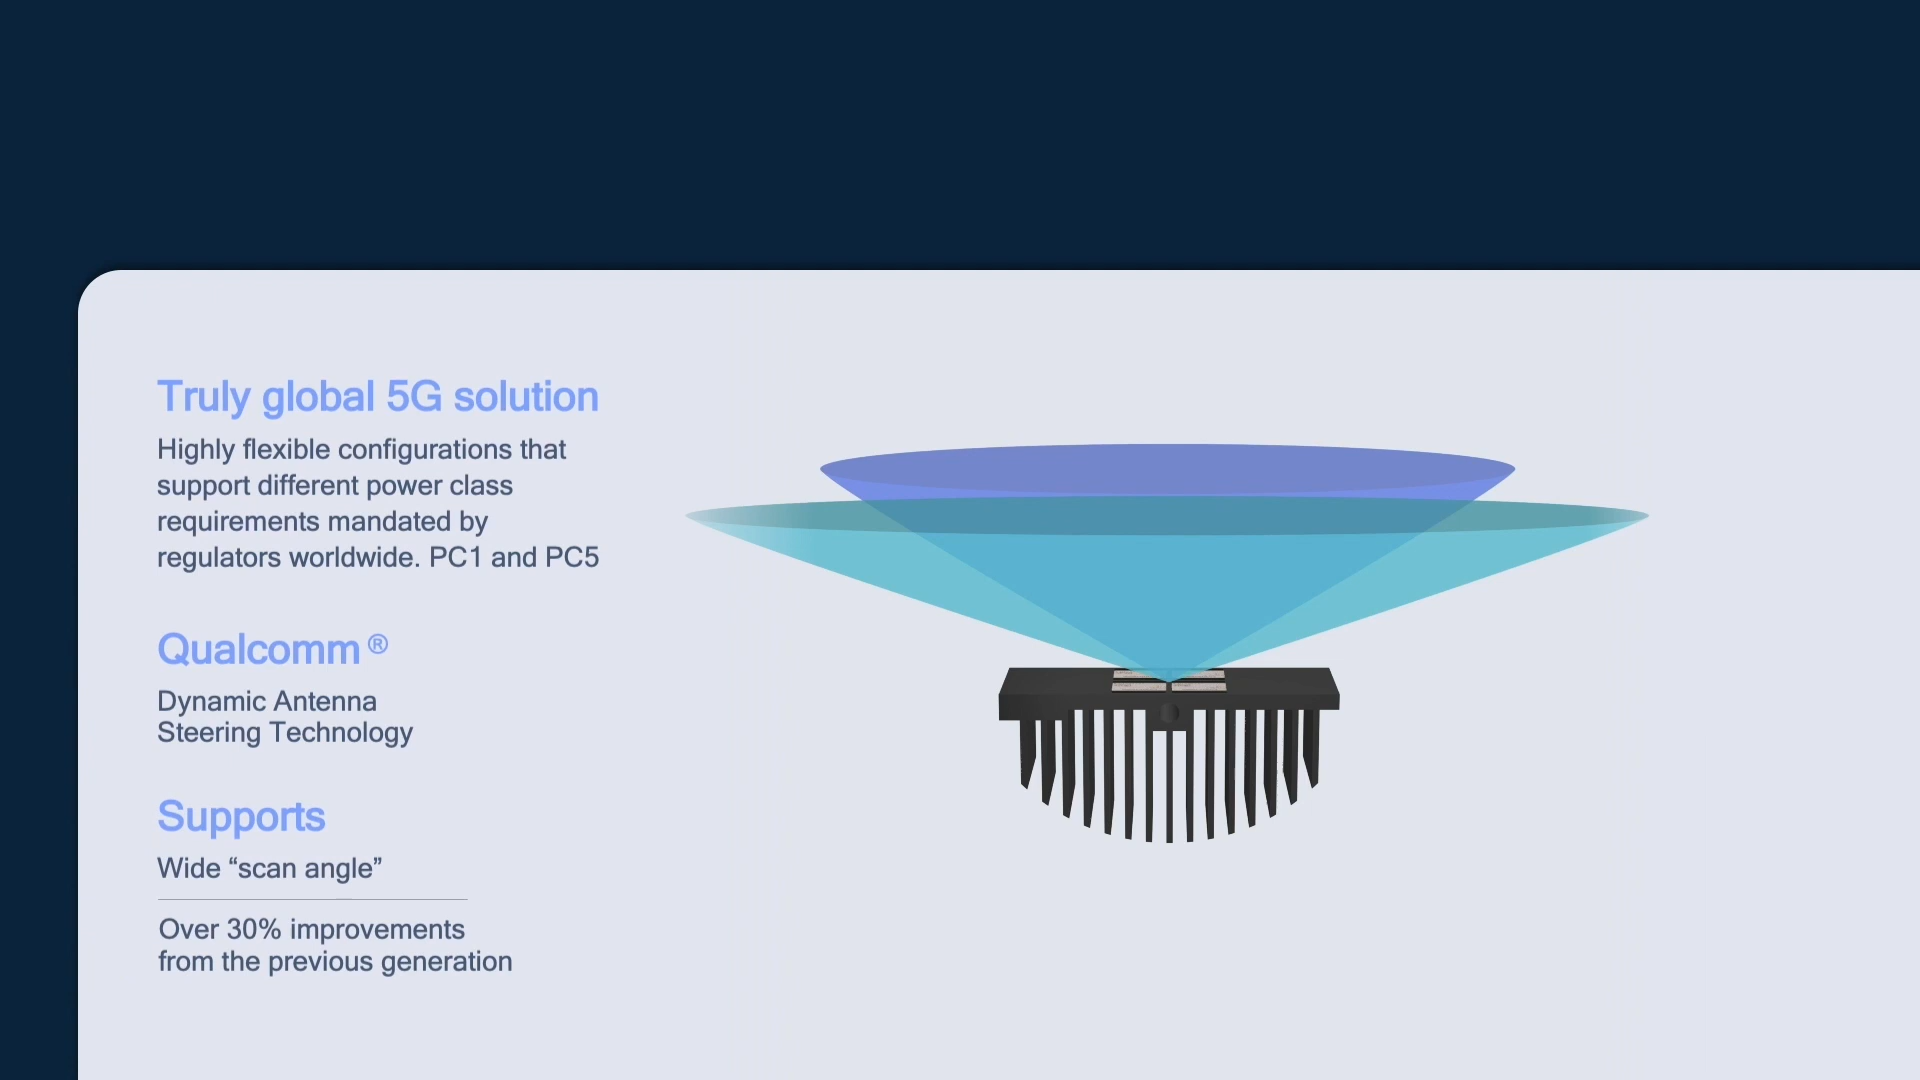 Truly global 5G solution
Highly flexible configurations that
support different power class
requirements mandated by
regulators worldwide. PC1 and PC5
Qualcomm ®
Dynamic Antenna
Steering Technology
Supports
Wide “scan angle”
Over 30% improvements
from the previous generation